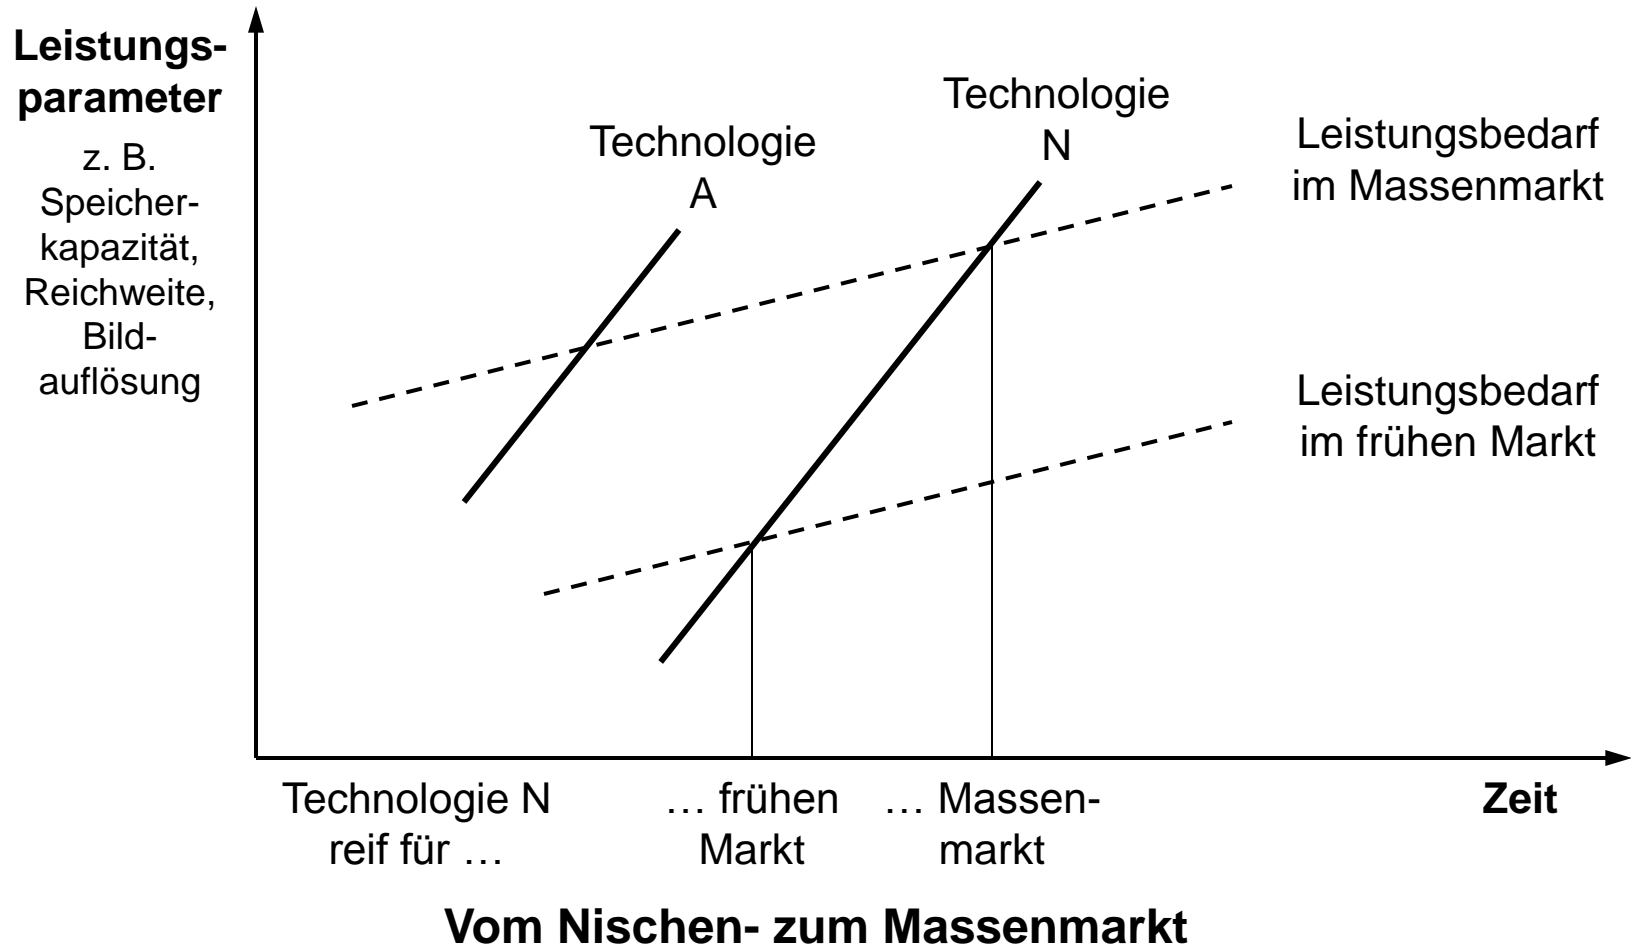 Leistungs-
parameter
z. B.
Speicher-
kapazität,
Reichweite,
Bild-
auflösung
Technologie
A
Technologie
N
Leistungsbedarf
im Massenmarkt
Leistungsbedarf
im frühen Markt
Technologie N
reif für …
… frühen
Markt
… Massen-
markt
Zeit
Vom Nischen- zum Massenmarkt